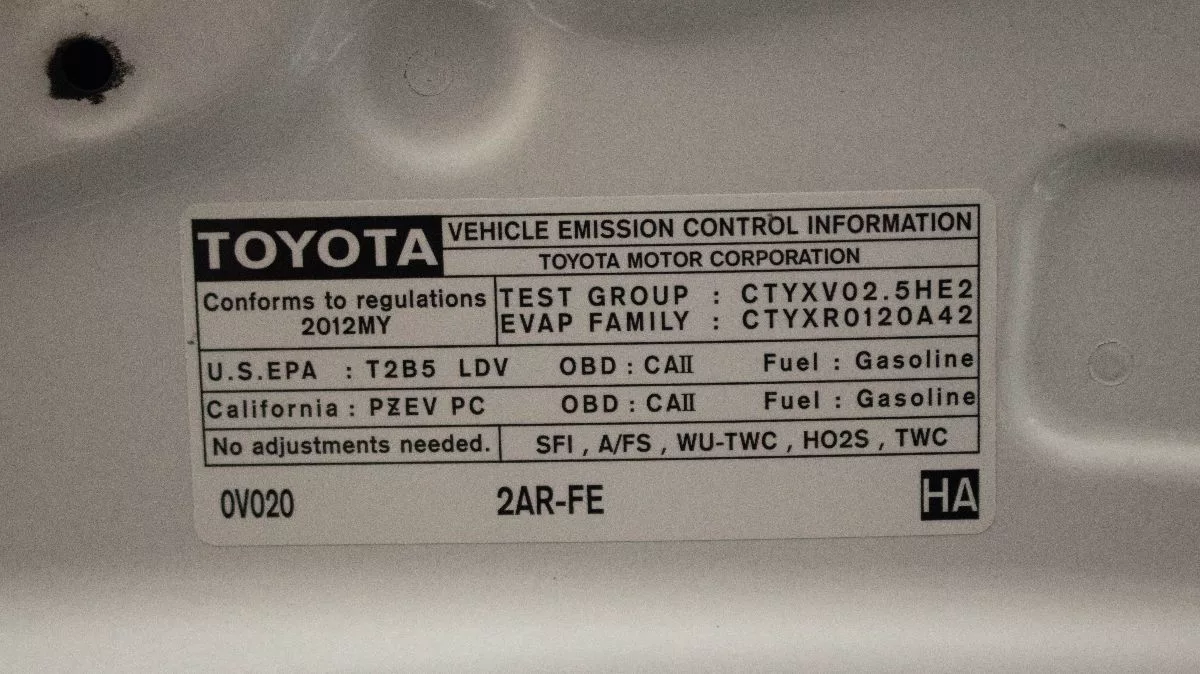 TOYOTA
VEHICLE EMISSION CONTROL INFORMATION
TOYOTA MOTOR CORPORATION
Conforms to regulations
2012MY
TEST GROUP : CTYXV02.5HE2
EVAP FAMILY : CTYXR0120A42
U.S.EPA : T2B5 LDV OBD : CAII Fuel : Gasoline
California : PZEV PC OBD : CAII Fuel : Gasoline
No adjustments needed. SFI , A/FS , WU-TWC , HO2S , TWC
0V020 2AR-FE HA